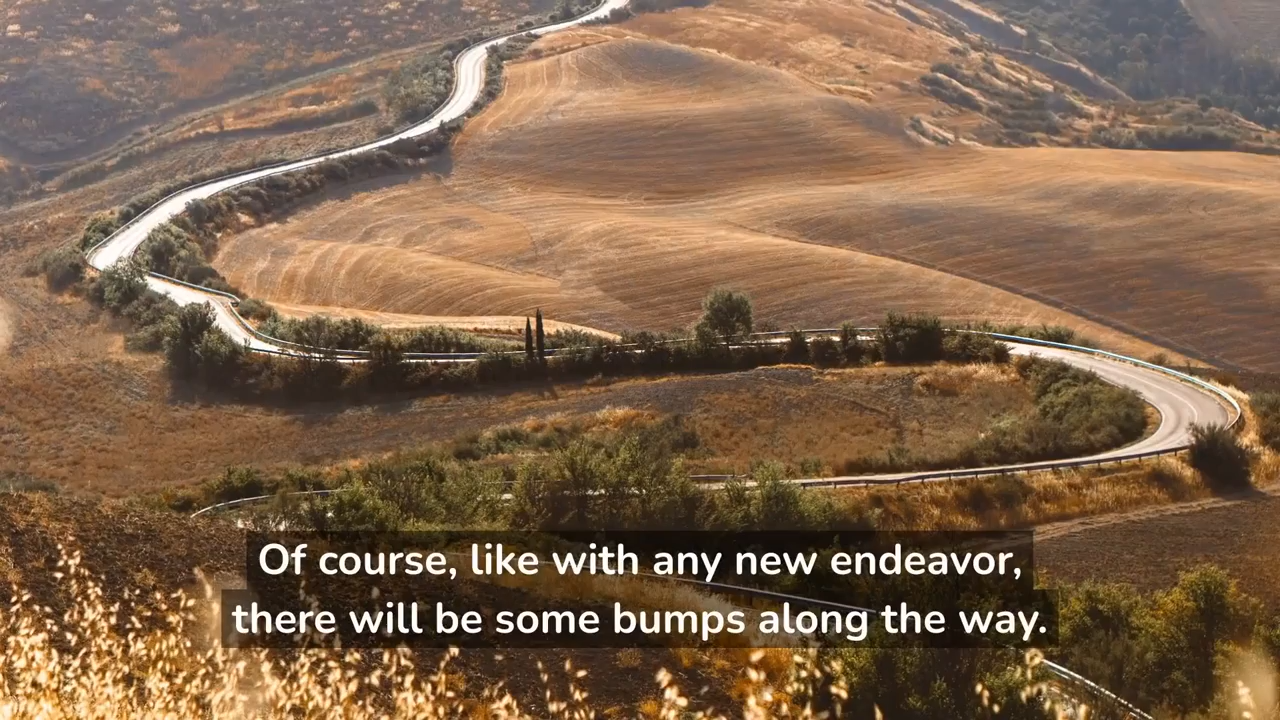 Of course, like with any new endeavor,
there will be some bumps along the way.